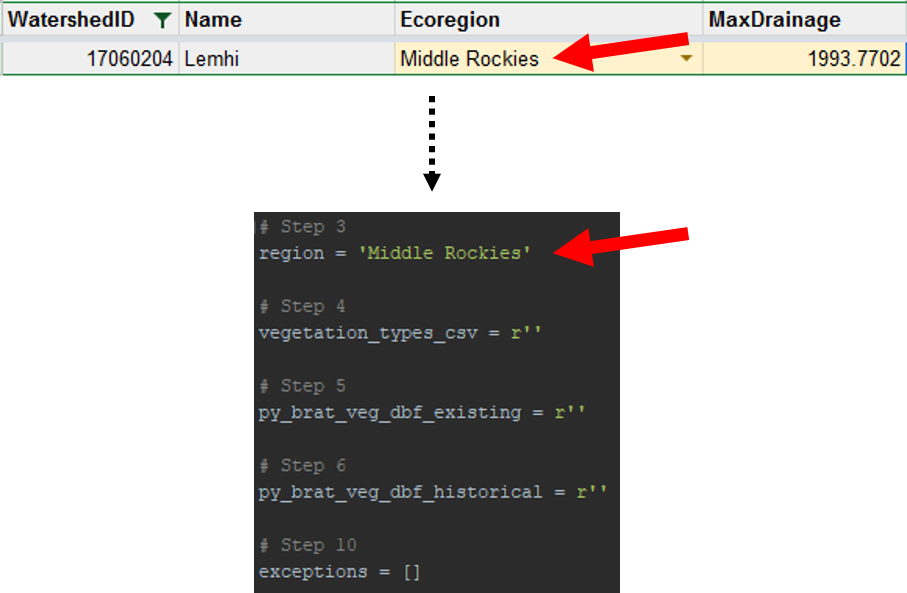 WatershedID Name Ecoregion MaxDrainage
17060204 Lemhi Middle Rockies 1993.7702
# Step 3
region = 'Middle Rockies'
# Step 4
vegetation_types_csv = r''
# Step 5
py_brat_veg_dbf_existing = r''
# Step 6
py_brat_veg_dbf_historical = r''
# Step 10
exceptions = []